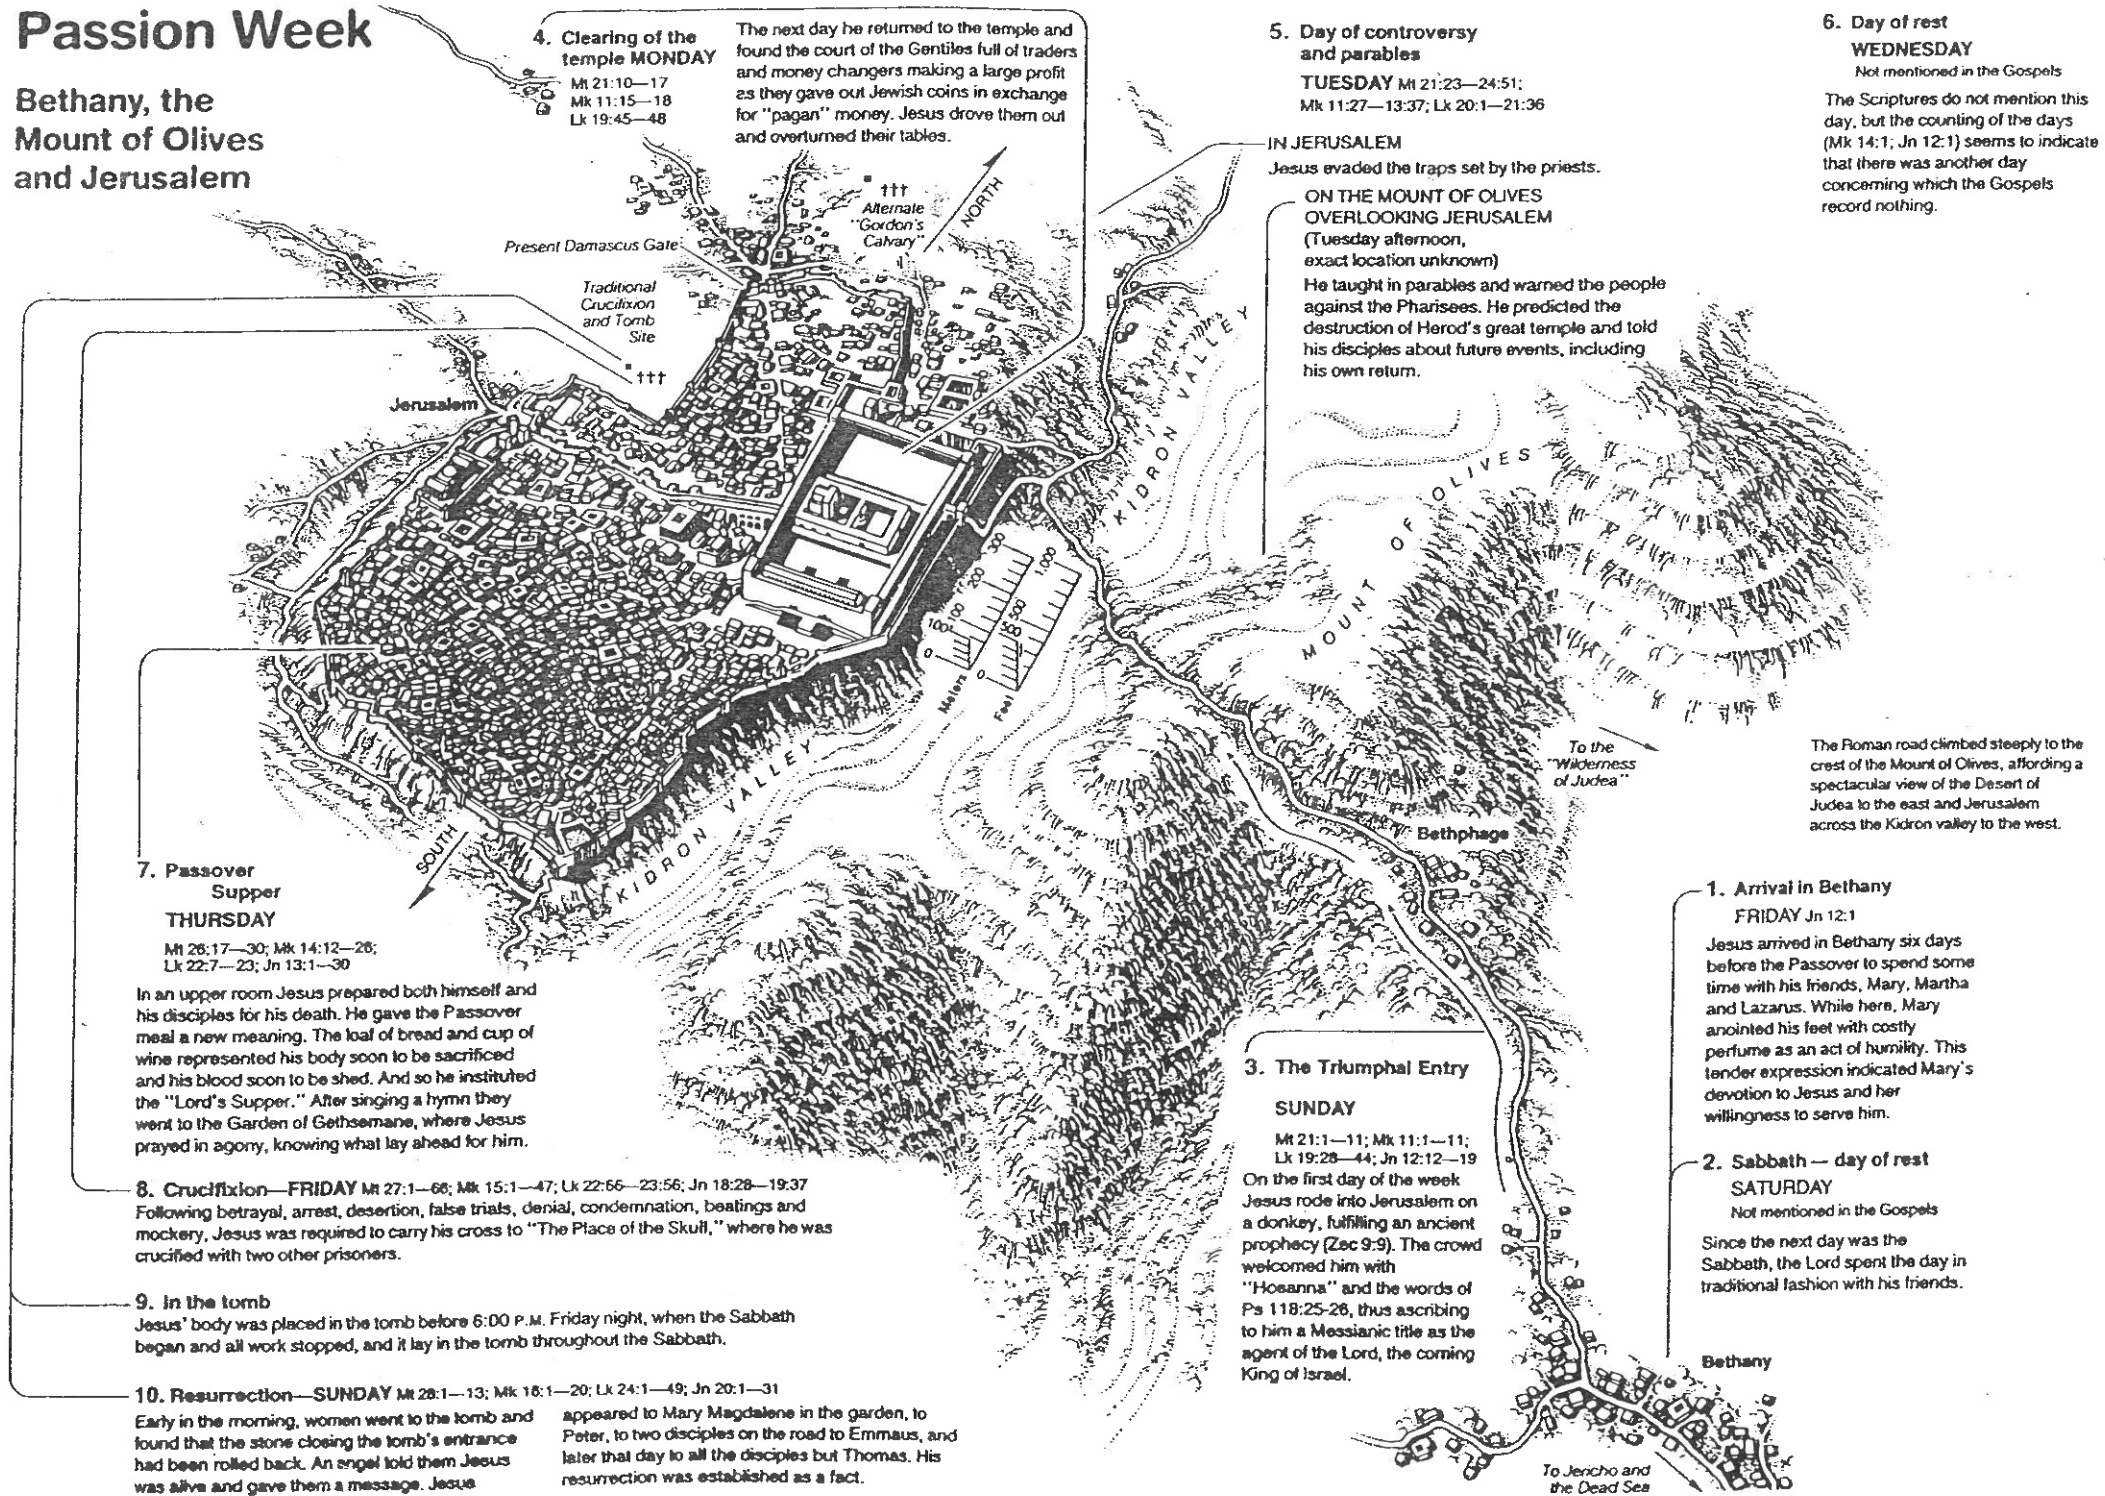 Passion Week
Bethany, the
Mount of Olives
and Jerusalem
4. Clearing of the
temple MONDAY
Mt 21:10—17
Mk 11:15—18
Lk 19:45—48
The next day he returned to the temple and
found the court of the Gentiles full of traders
and money changers making a large profit
as they gave out Jewish coins in exchange
for "pagan" money. Jesus drove them out
and overturned their tables.
5. Day of controversy
and parables
TUESDAY Mt 21:23—24:51;
Mk 11:27—13:37; Lk 20:1—21:36
IN JERUSALEM
Jesus evaded the traps set by the priests.
ON THE MOUNT OF OLIVES
OVERLOOKING JERUSALEM
(Tuesday afternoon,
exact location unknown)
He taught in parables and warned the people
against the Pharisees. He predicted the
destruction of Herod's great temple and told
his disciples about future events, including
his own return.
6. Day of rest
WEDNESDAY
Not mentioned in the Gospels
The Scriptures do not mention this
day, but the counting of the days
(Mk 14:1; Jn 12:1) seems to indicate
that there was another day
concerning which the Gospels
record nothing.
†††
Alternate
"Gordon's
Calvary"
NORTH
Present Damascus Gate
Traditional
Crucifixion
and Tomb
Site
†††
Jerusalem
KIDRON VALLEY
MOUNT OF OLIVES
300
200
100
100
0
Meters
1,000
500
500
0
Feet
KIDRON VALLEY
SOUTH
To the
"Wilderness
of Judea"
The Roman road climbed steeply to the
crest of the Mount of Olives, affording a
spectacular view of the Desert of
Judea to the east and Jerusalem
across the Kidron valley to the west.
Bethphage
7. Passover
Supper
THURSDAY
Mt 26:17—30; Mk 14:12—26;
Lk 22:7—23; Jn 13:1—30
In an upper room Jesus prepared both himself and
his disciples for his death. He gave the Passover
meal a new meaning. The loaf of bread and cup of
wine represented his body soon to be sacrificed
and his blood soon to be shed. And so he instituted
the "Lord's Supper." After singing a hymn they
went to the Garden of Gethsemane, where Jesus
prayed in agony, knowing what lay ahead for him.
1. Arrival in Bethany
FRIDAY Jn 12:1
Jesus arrived in Bethany six days
before the Passover to spend some
time with his friends, Mary, Martha
and Lazarus. While here, Mary
anointed his feet with costly
perfume as an act of humility. This
tender expression indicated Mary's
devotion to Jesus and her
willingness to serve him.
2. Sabbath — day of rest
SATURDAY
Not mentioned in the Gospels
Since the next day was the
Sabbath, the Lord spent the day in
traditional fashion with his friends.
3. The Triumphal Entry
SUNDAY
Mt 21:1—11; Mk 11:1—11;
Lk 19:28—44; Jn 12:12—19
On the first day of the week
Jesus rode into Jerusalem on
a donkey, fulfilling an ancient
prophecy (Zec 9:9). The crowd
welcomed him with
"Hosanna" and the words of
Ps 118:25-26, thus ascribing
to him a Messianic title as the
agent of the Lord, the coming
King of Israel.
8. Crucifixion—FRIDAY Mt 27:1—66; Mk 15:1—47; Lk 22:66—23:56; Jn 18:28—19:37
Following betrayal, arrest, desertion, false trials, denial, condemnation, beatings and
mockery, Jesus was required to carry his cross to "The Place of the Skull," where he was
crucified with two other prisoners.
9. In the tomb
Jesus' body was placed in the tomb before 6:00 P.M. Friday night, when the Sabbath
began and all work stopped, and it lay in the tomb throughout the Sabbath.
10. Resurrection—SUNDAY Mt 28:1—13; Mk 16:1—20; Lk 24:1—49; Jn 20:1—31
Early in the morning, women went to the tomb and
found that the stone closing the tomb's entrance
had been rolled back. An angel told them Jesus
was alive and gave them a message. Jesus
appeared to Mary Magdalene in the garden, to
Peter, to two disciples on the road to Emmaus, and
later that day to all the disciples but Thomas. His
resurrection was established as a fact.
Bethany
To Jericho and
the Dead Sea